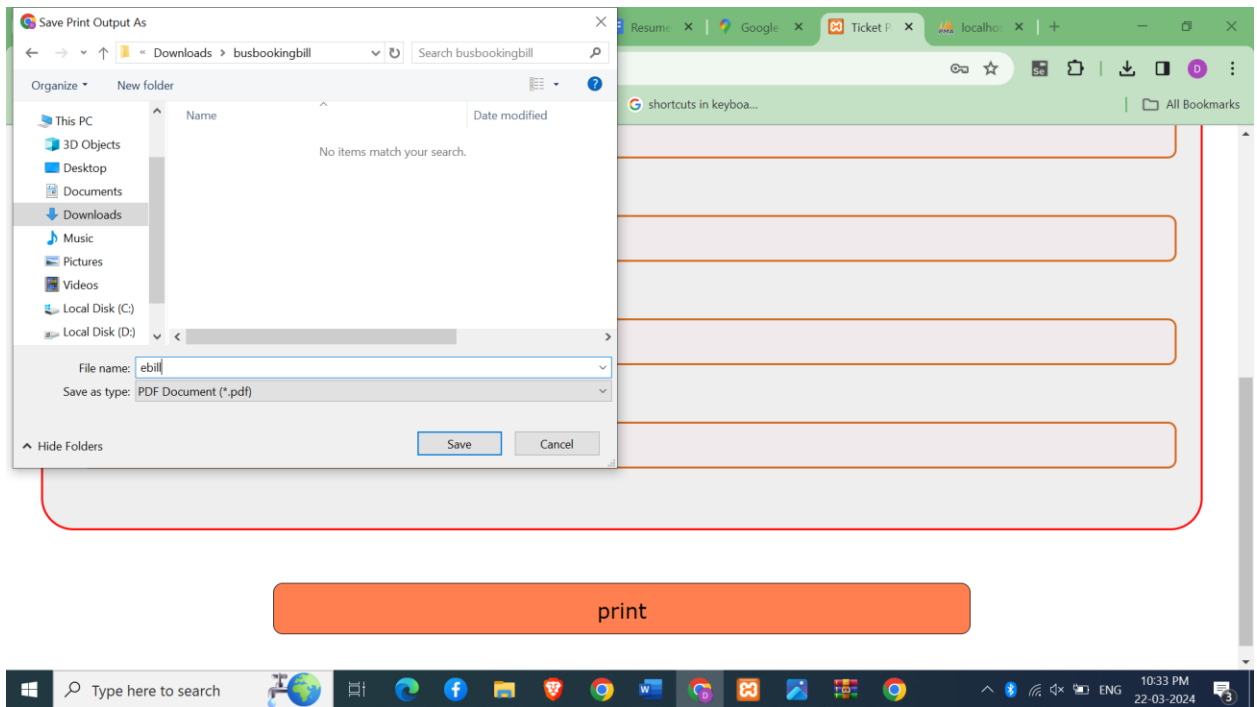 Save Print Output As
Resume
Google
Ticket P
localhos
« Downloads > busbookingbill
Search busbookingbill
Organize
New folder
Se
D
shortcuts in keyboa...
All Bookmarks
Name
Date modified
This PC
3D Objects
Desktop
Documents
Downloads
Music
Pictures
Videos
Local Disk (C:)
Local Disk (D:)
No items match your search.
File name: ebill
Save as type: PDF Document (*.pdf)
Hide Folders
Save
Cancel
print
Type here to search
ENG
10:33 PM
22-03-2024
3